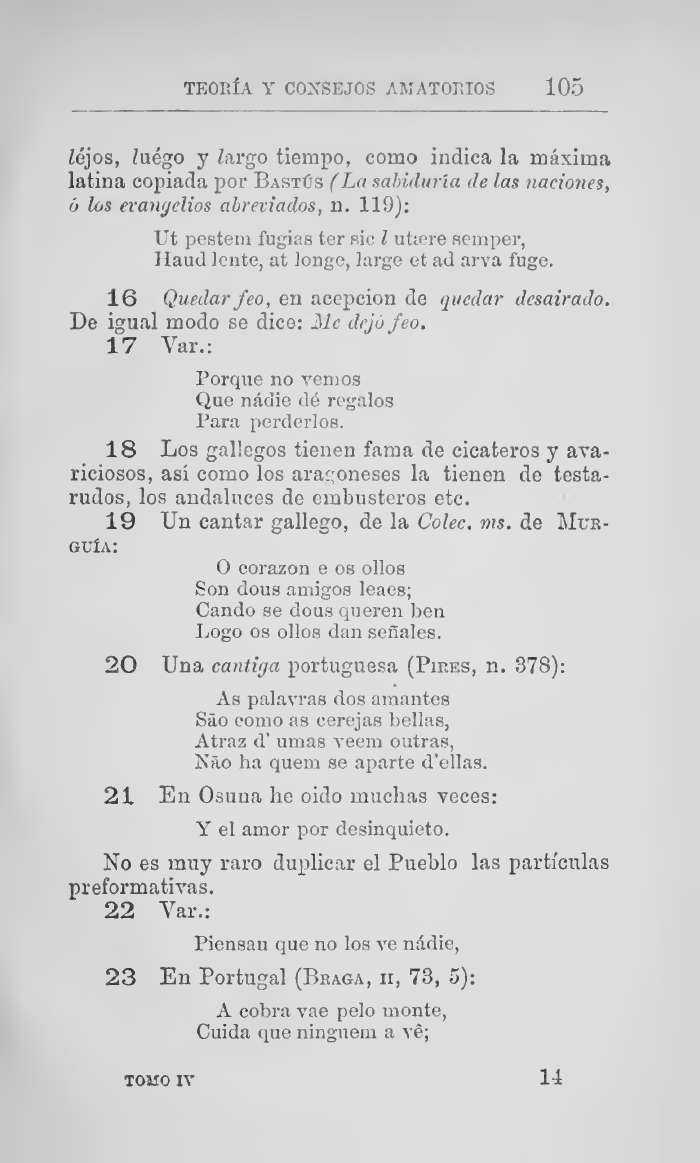 TEORÍA Y CONSEJOS AMATORIOS 105
léjos, luégo y largo tiempo, como indica la máxima
latina copiada por BASTÚS (La sabiduría de las naciones,
ó los evangelios abreviados, n. 119):
Ut pestem fugias ter sic l utere semper,
Haud lente, at longe, large et ad arva fuge.
16 Quedar feo, en acepcion de quedar desairado.
De igual modo se dice: Me dejó feo.
17 Var.:
Porque no vemos
Que nádie dé regalos
Para perderlos.
18 Los gallegos tienen fama de cicateros y ava-
riciosos, así como los aragoneses la tienen de testa-
rudos, los andaluces de embusteros etc.
19 Un cantar gallego, de la Colec. ms. de MUR-
GUÍA:
O corazon e os ollos
Son dous amigos leaes;
Cando se dous queren ben
Logo os ollos dan señales.
20 Una cantiga portuguesa (PIRES, n. 378):
As palavras dos amantes
São como as cerejas bellas,
Atraz d' umas veem outras,
Não ha quem se aparte d'ellas.
21 En Osuna he oido muchas veces:
Y el amor por desinquieto.
No es muy raro duplicar el Pueblo las partículas
preformativas.
22 Var.:
Piensan que no los ve nádie,
23 En Portugal (BRAGA, II, 73, 5):
A cobra vae pelo monte,
Cuida que ninguem a vê;
TOMO IV 14